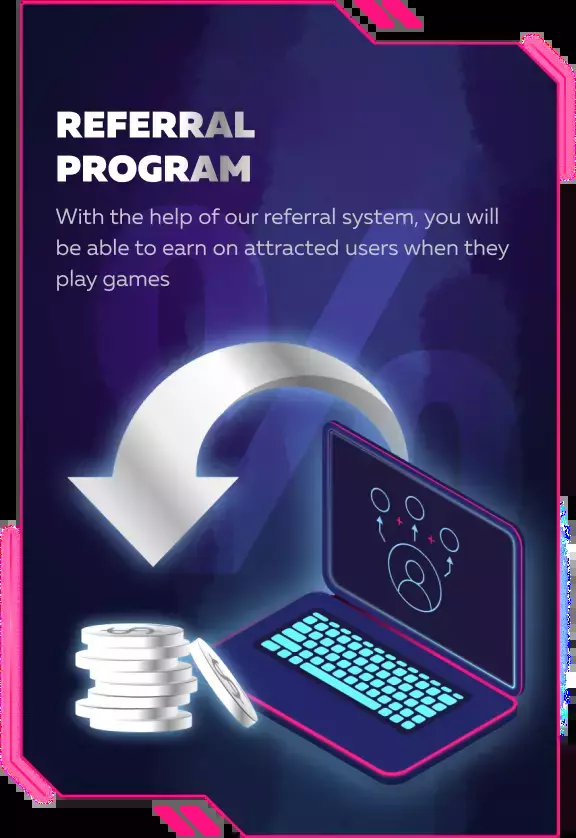 REFERRAL
PROGRAM
With the help of our referral system, you will
be able to earn on attracted users when they
play games
%
$
$